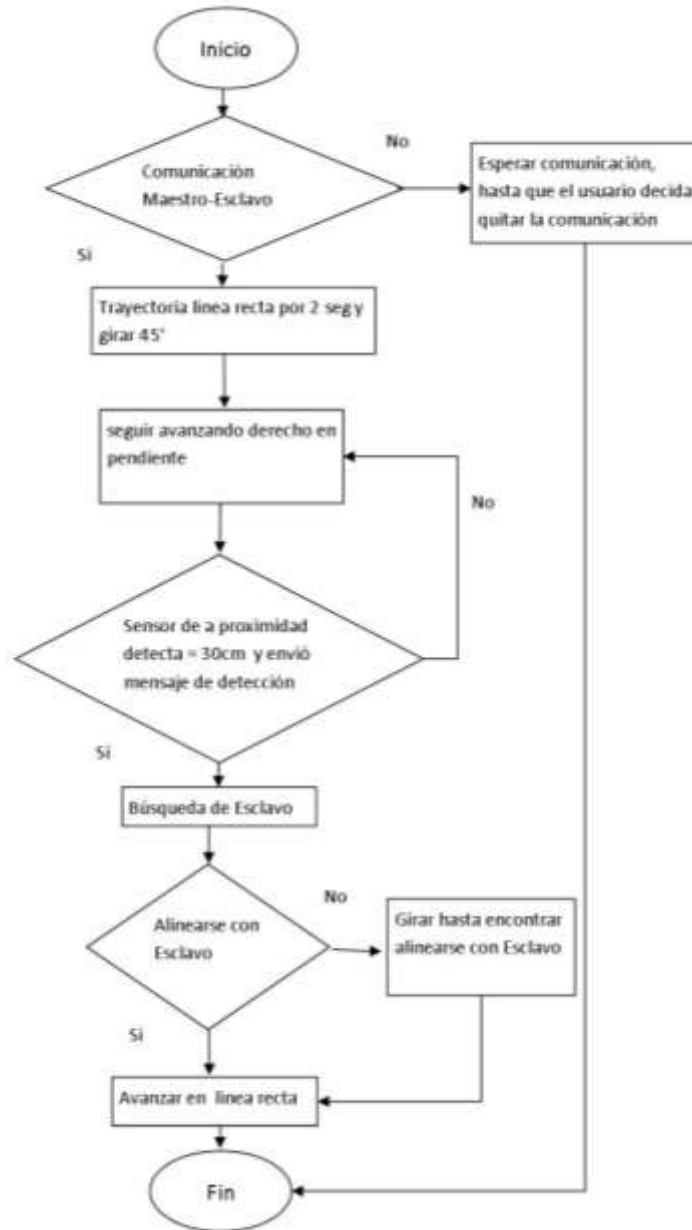 Inicio
No
Comunicación
Maestro-Esclavo
Esperar comunicación,
hasta que el usuario decida
quitar la comunicación
Si
Trayectoria linea recta por 2 seg y
girar 45°
seguir avanzando derecho en
pendiente
No
Sensor de a proximidad
detecta = 30cm y envió
mensaje de detección
Si
Búsqueda de Esclavo
No
Alinearse con
Esclavo
Girar hasta encontrar
alinearse con Esclavo
Si
Avanzar en linea recta
Fin